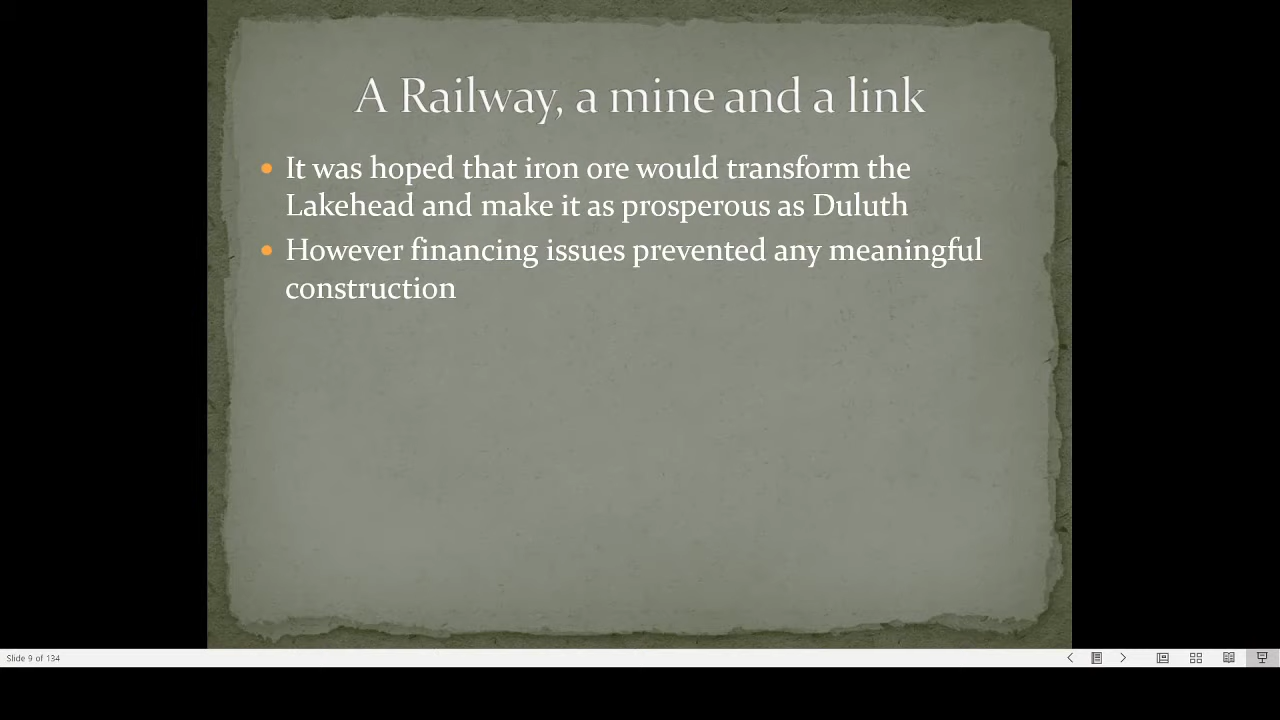 A Railway, a mine and a link
It was hoped that iron ore would transform the
Lakehead and make it as prosperous as Duluth
However financing issues prevented any meaningful
construction
Slide 9 of 134